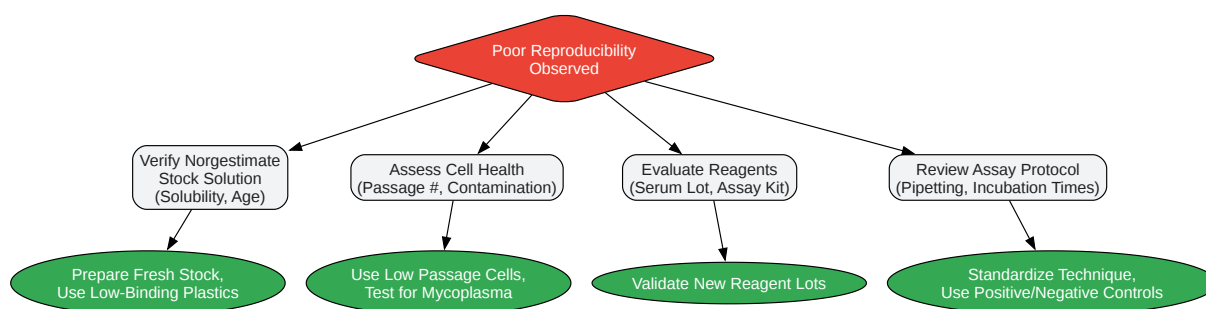 Poor Reproducibility
Observed
Verify Norgestimate
Stock Solution
(Solubility, Age)
Assess Cell Health
(Passage #, Contamination)
Evaluate Reagents
(Serum Lot, Assay Kit)
Review Assay Protocol
(Pipetting, Incubation Times)
Prepare Fresh Stock,
Use Low-Binding Plastics
Use Low Passage Cells,
Test for Mycoplasma
Validate New Reagent Lots
Standardize Technique,
Use Positive/Negative Controls